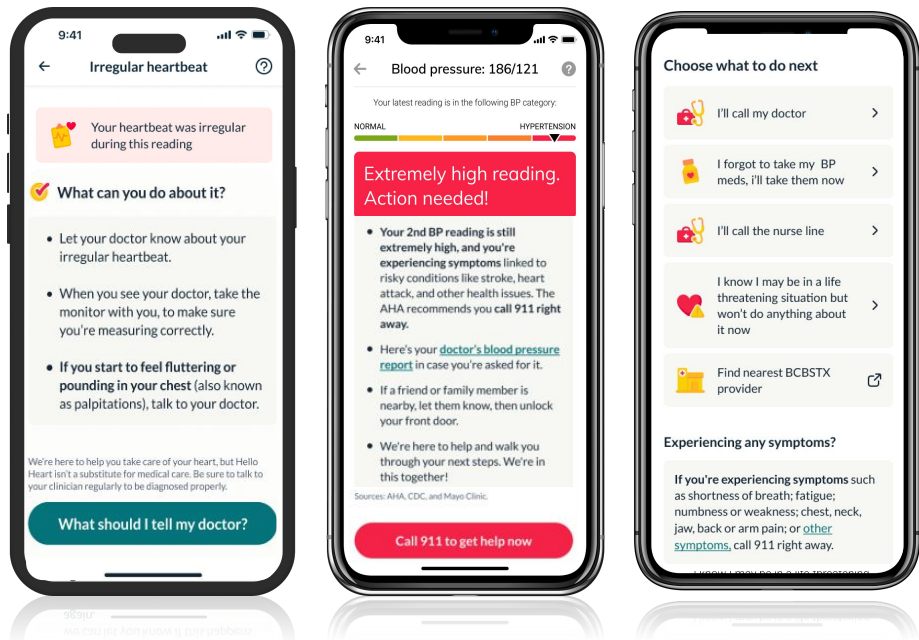 9:41
Irregular heartbeat
?
Your heartbeat was irregular
during this reading
What can you do about it?
• Let your doctor know about your
irregular heartbeat.
• When you see your doctor, take the
monitor with you, to make sure
you're measuring correctly.
• If you start to feel fluttering or
pounding in your chest (also known
as palpitations), talk to your doctor.
We're here to help you take care of your heart, but Hello
Heart isn't a substitute for medical care. Be sure to talk to
your clinician regularly to be diagnosed properly.
What should I tell my doctor?
9:41
Blood pressure: 186/121
?
Your latest reading is in the following BP category:
NORMAL
HYPERTENSION
Extremely high reading.
Action needed!
• Your 2nd BP reading is still
extremely high, and you're
experiencing symptoms linked to
risky conditions like stroke, heart
attack, and other health issues. The
AHA recommends you call 911 right
away.
• Here's your doctor's blood pressure
report in case you're asked for it.
• If a friend or family member is
nearby, let them know, then unlock
your front door.
• We're here to help and walk you
through your next steps. We're in
this together!
Sources: AHA, CDC, and Mayo Clinic.
Call 911 to get help now
Choose what to do next
I'll call my doctor
I forgot to take my BP
meds, i'll take them now
I'll call the nurse line
I know I may be in a life
threatening situation but
won't do anything about
it now
Find nearest BCBSTX
provider
Experiencing any symptoms?
If you're experiencing symptoms such
as shortness of breath; fatigue;
numbness or weakness; chest, neck,
jaw, back or arm pain; or other
symptoms, call 911 right away.